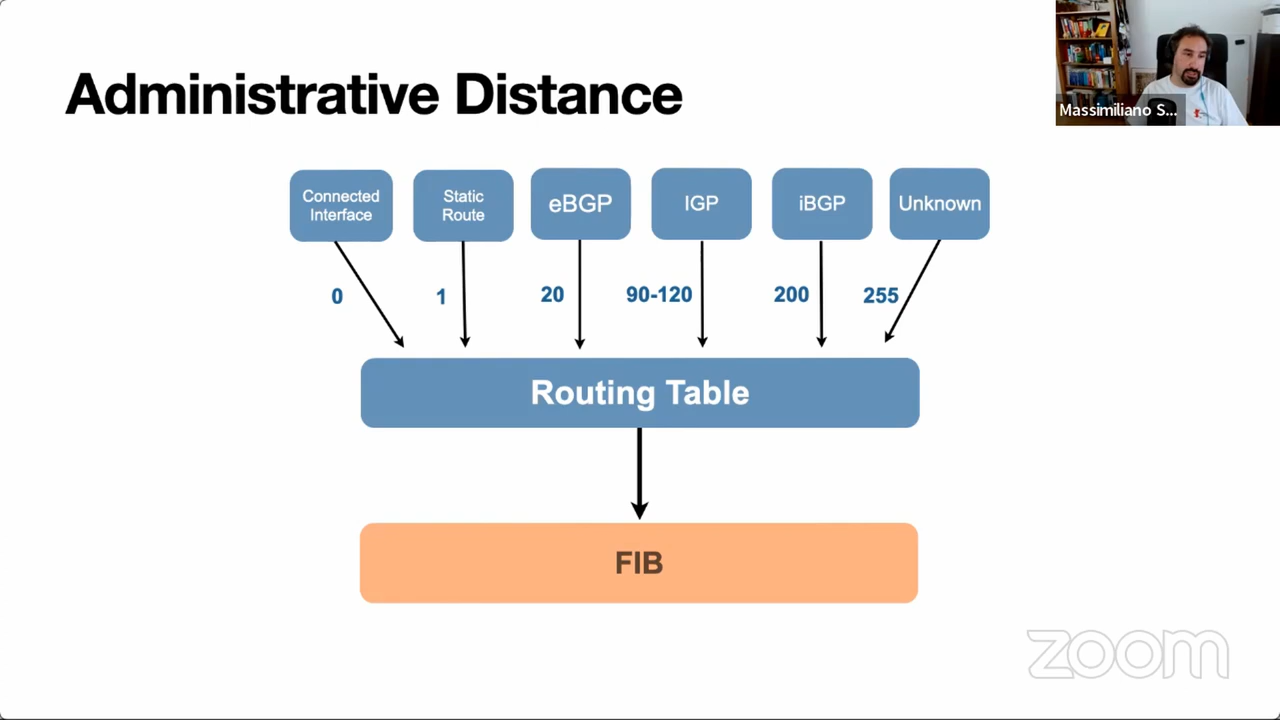 Administrative Distance
Massimiliano S...
Connected
Interface
Static
Route
eBGP
IGP
iBGP
Unknown
0
1
20
90-120
200
255
Routing Table
FIB
zoom